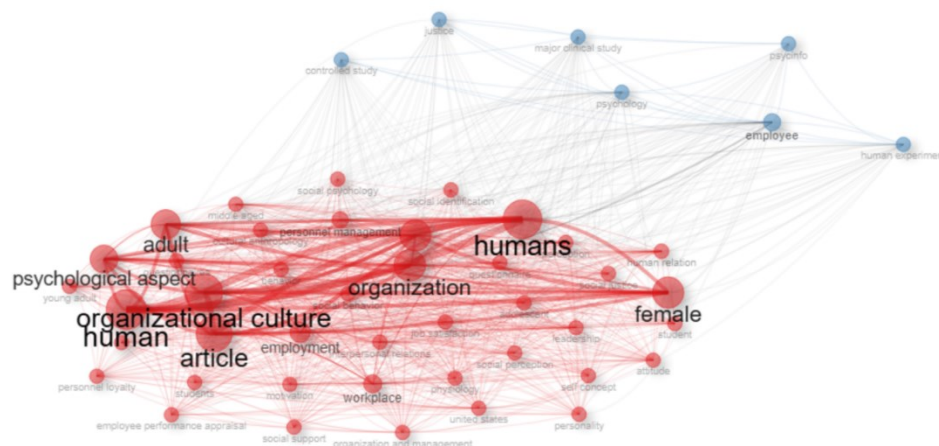 justice
major clinical study
psycinfo
controlled study
psychology
employee
human experiment
social psychology
social identification
middle aged
personnel management
adult
humans
human relation
psychological aspect
organization
young adult
organizational culture
female
human
student
article
employment
job satisfaction
leadership
interpersonal relations
social perception
attitude
personnel loyalty
students
motivation
workplace
physiology
self concept
employee performance appraisal
united states
personality
social support
organization and management